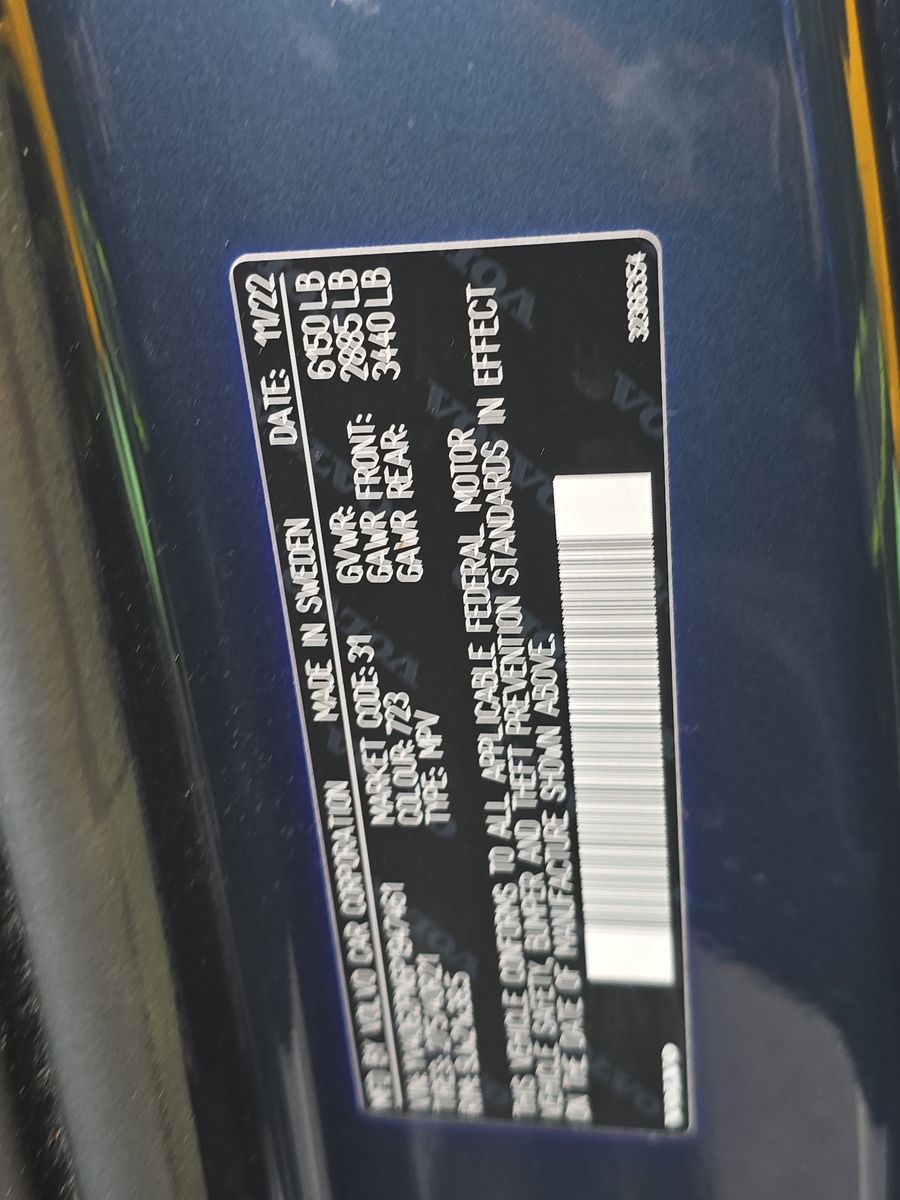 MFD BY VOLVO CAR CORPORATION MADE IN SWEDEN DATE: 11/22
VIN: MARKET CODE: 31 GVWR: 6150 LB
TIRES: COLOUR: 723 GAWR FRONT: 2885 LB
TYPE: MPV GAWR REAR: 3440 LB
THIS VEHICLE CONFORMS TO ALL APPLICABLE FEDERAL MOTOR
VEHICLE SAFETY, BUMPER AND THEFT PREVENTION STANDARDS IN EFFECT
ON THE DATE OF MANUFACTURE SHOWN ABOVE.